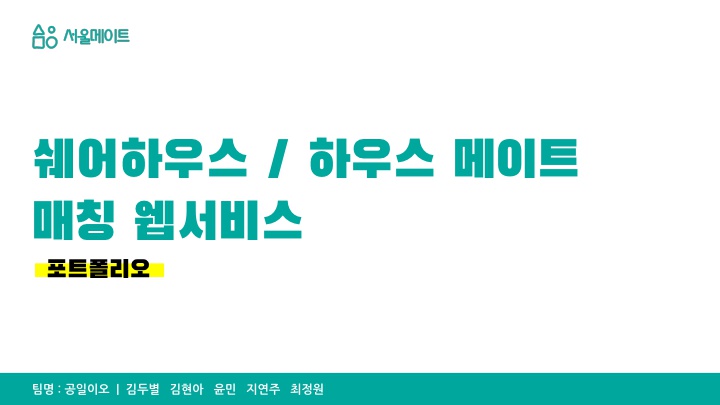 서울메이트
쉐어하우스 / 하우스 메이트
매칭 웹서비스
포트폴리오
팀명 : 공일이오 | 김두별 김현아 윤민 지연주 최정원